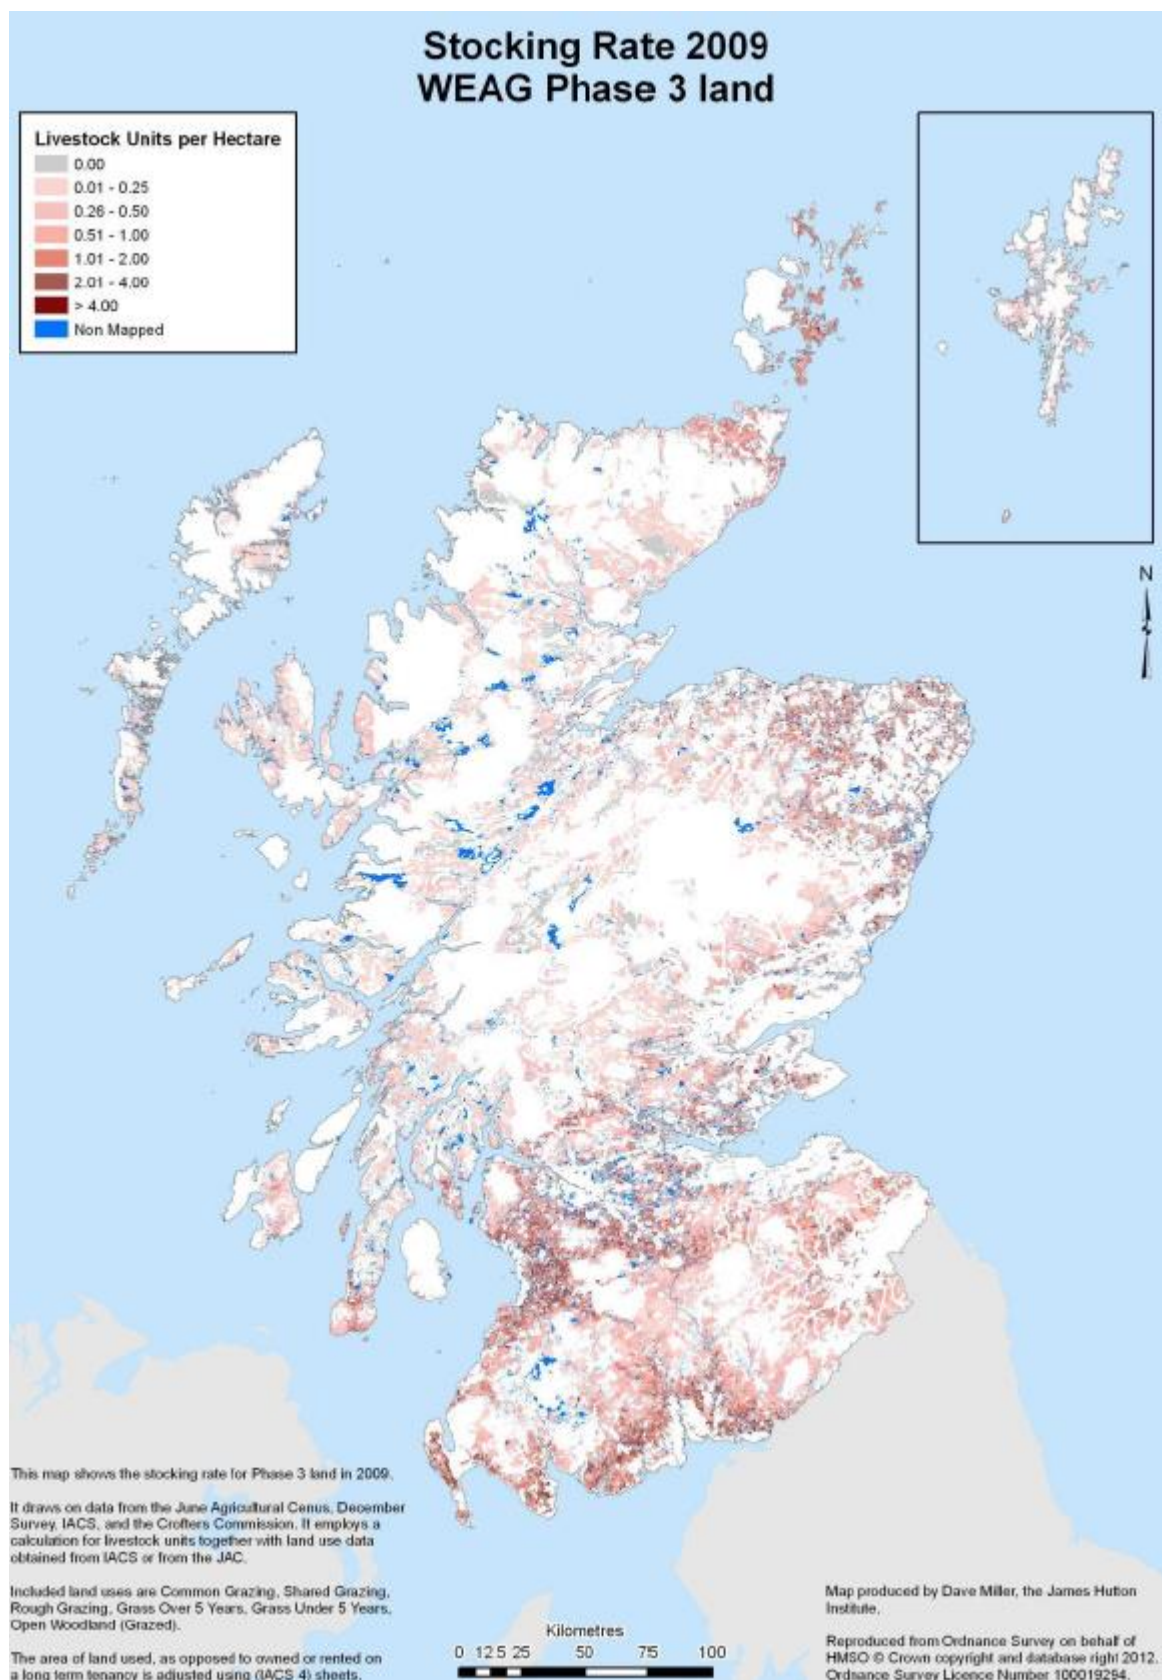 Stocking Rate 2009
WEAG Phase 3 land
Livestock Units per Hectare
0.00
0.01 - 0.25
0.26 - 0.50
0.51 - 1.00
1.01 - 2.00
2.01 - 4.00
> 4.00
Non Mapped
N
This map shows the stocking rate for Phase 3 land in 2009.
It draws on data from the June Agricultural Cenus, December
Survey, IACS, and the Crofters Commission. It employs a
calculation for livestock units together with land use data
obtained from IACS or from the JAC.
Included land uses are Common Grazing, Shared Grazing,
Rough Grazing, Grass Over 5 Years, Grass Under 5 Years,
Open Woodland (Grazed).
The area of land used, as opposed to owned or rented on
a long term tenancy is adjusted using (IACS 4) sheets.
Kilometres
0 12.5 25 50 75 100
Map produced by Dave Miller, the James Hutton
Institute.
Reproduced from Ordnance Survey on behalf of
HMSO © Crown copyright and database right 2012.
Ordnance Survey Licence Number 100019294.